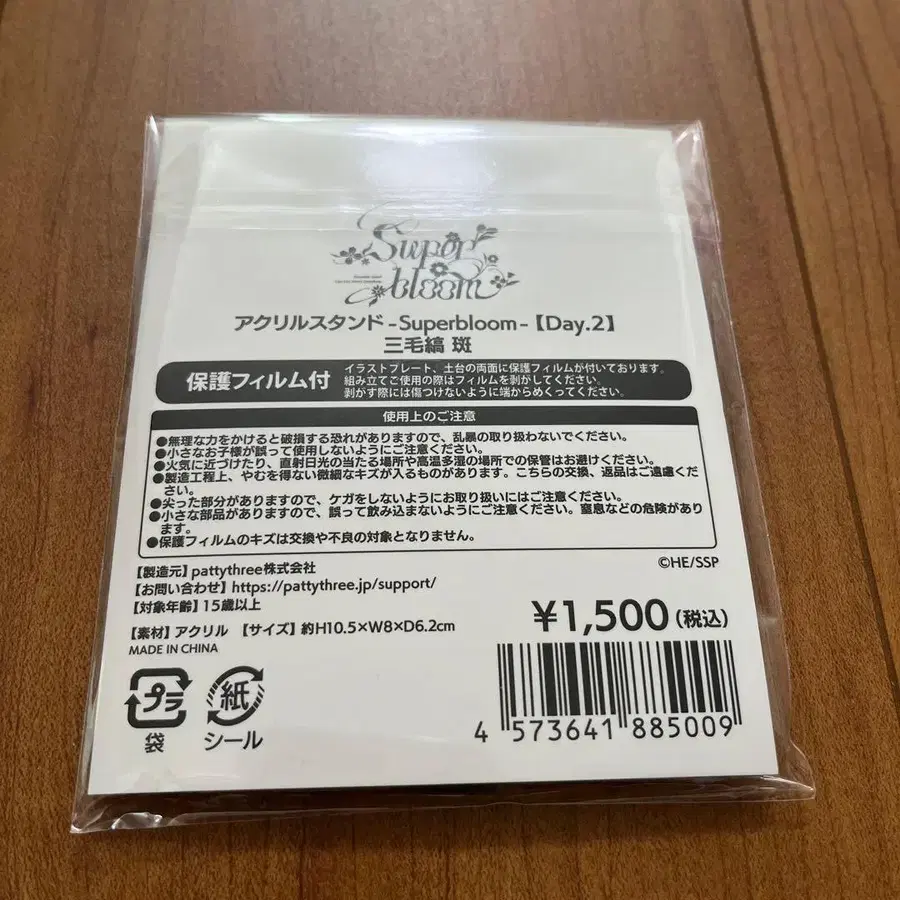 Super
bloom
アクリルスタンド-Superbloom-【Day.2】
三毛縞 斑
保護フィルム付
イラストプレート、土台の両面に保護フィルムが付いております。
組み立てご使用の際はフィルムを剥がしてください。
剥がす際には傷つけないように端からめくってください。
使用上のご注意
●無理な力をかけると破損する恐れがありますので、乱暴の取り扱わないでください。
●小さなお子様が誤って使用しないようにご注意ください。
●火気に近づけたり、直射日光の当たる場所や高温多湿の場所での保管はお避けください。
●製造工程上、やむを得ない微細なキズが入るものがあります。こちらの交換、返品はご遠慮くだ
さい。
●尖った部分がありますので、ケガをしないようにお取り扱いにはご注意ください。
●小さな部品がありますので、誤って飲み込まないようにご注意ください。窒息などの危険があり
ます。
●保護フィルムのキズは交換や不良の対象となりません。
©HE/SSP
【製造元】pattythree株式会社
【お問い合わせ】https://pattythree.jp/support/
【対象年齢】15歳以上
¥1,500(税込)
【素材】アクリル 【サイズ】約H10.5×W8×D6.2cm
MADE IN CHINA
プラ
袋
紙
シール
4 573641 885009